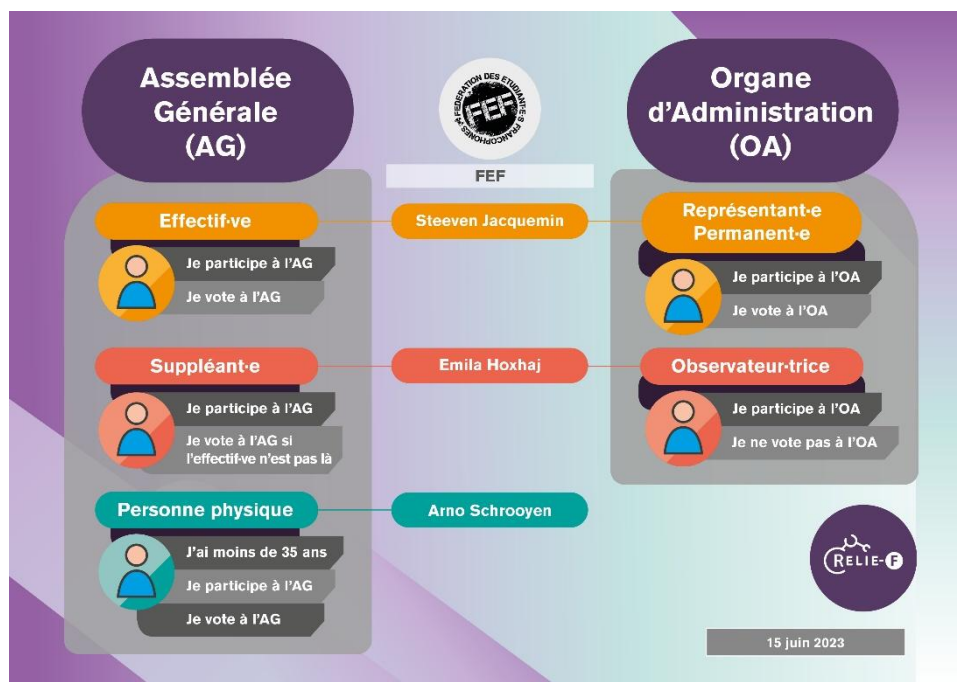 Assemblée
Générale
(AG)
FEDERATION DES ETUDIANT·E·S FRANCOPHONES
FEF
FEF
Organe
d'Administration
(OA)
Effectif·ve
Steeven Jacquemin
Représentant·e
Permanent·e
Je participe à l'AG
Je vote à l'AG
Je participe à l'OA
Je vote à l'OA
Suppléant·e
Emila Hoxhaj
Observateur·trice
Je participe à l'AG
Je vote à l'AG si
l'effectif·ve n'est pas là
Je participe à l'OA
Je ne vote pas à l'OA
Personne physique
Arno Schrooyen
J'ai moins de 35 ans
Je participe à l'AG
Je vote à l'AG
RELIE-F
15 juin 2023